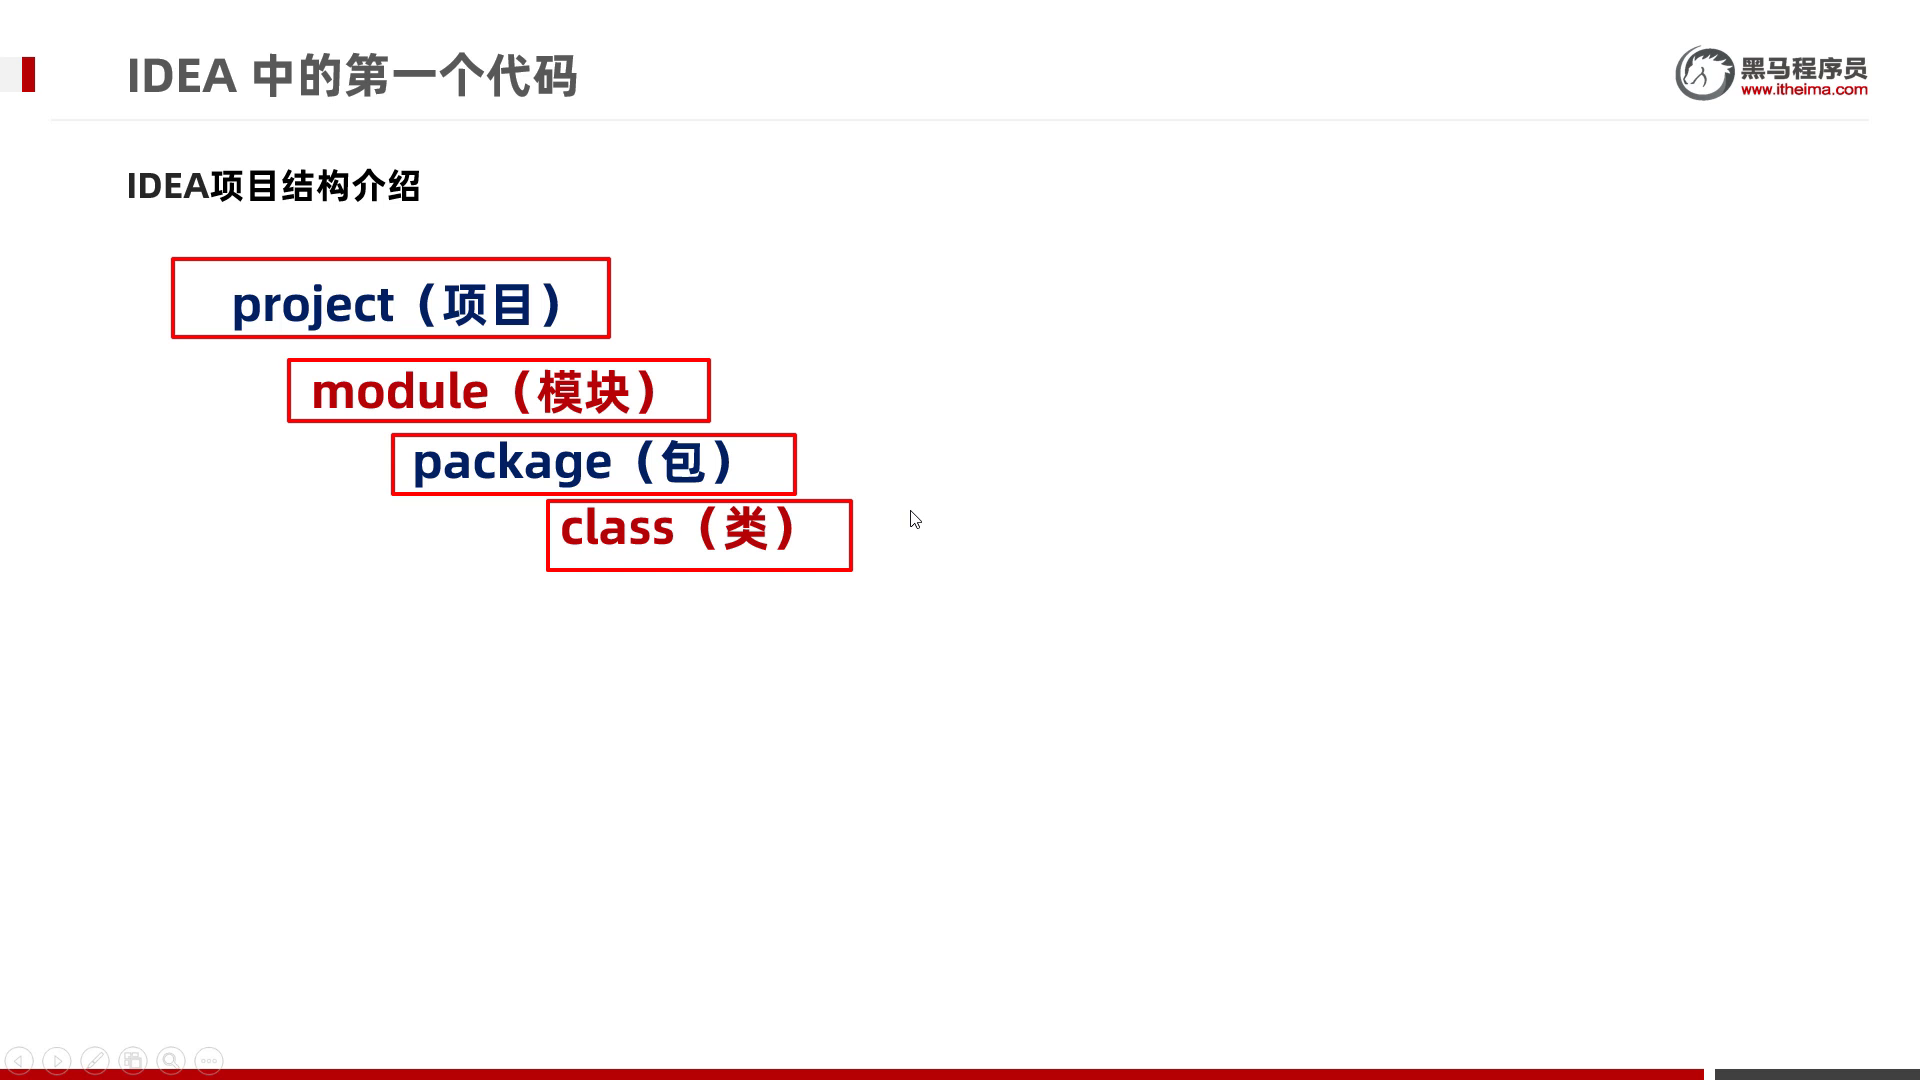 IDEA 中的第一个代码
黑马程序员
www.itheima.com
IDEA项目结构介绍
project（项目）
module（模块）
package（包）
class（类）